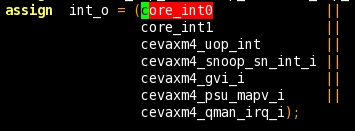 assign  int_o = (core_int0              ||
                 core_int1              ||
                 cevaxm4_uop_int        ||
                 cevaxm4_snoop_sn_int_i ||
                 cevaxm4_gvi_i          ||
                 cevaxm4_psu_mapv_i     ||
                 cevaxm4_qman_irq_i);